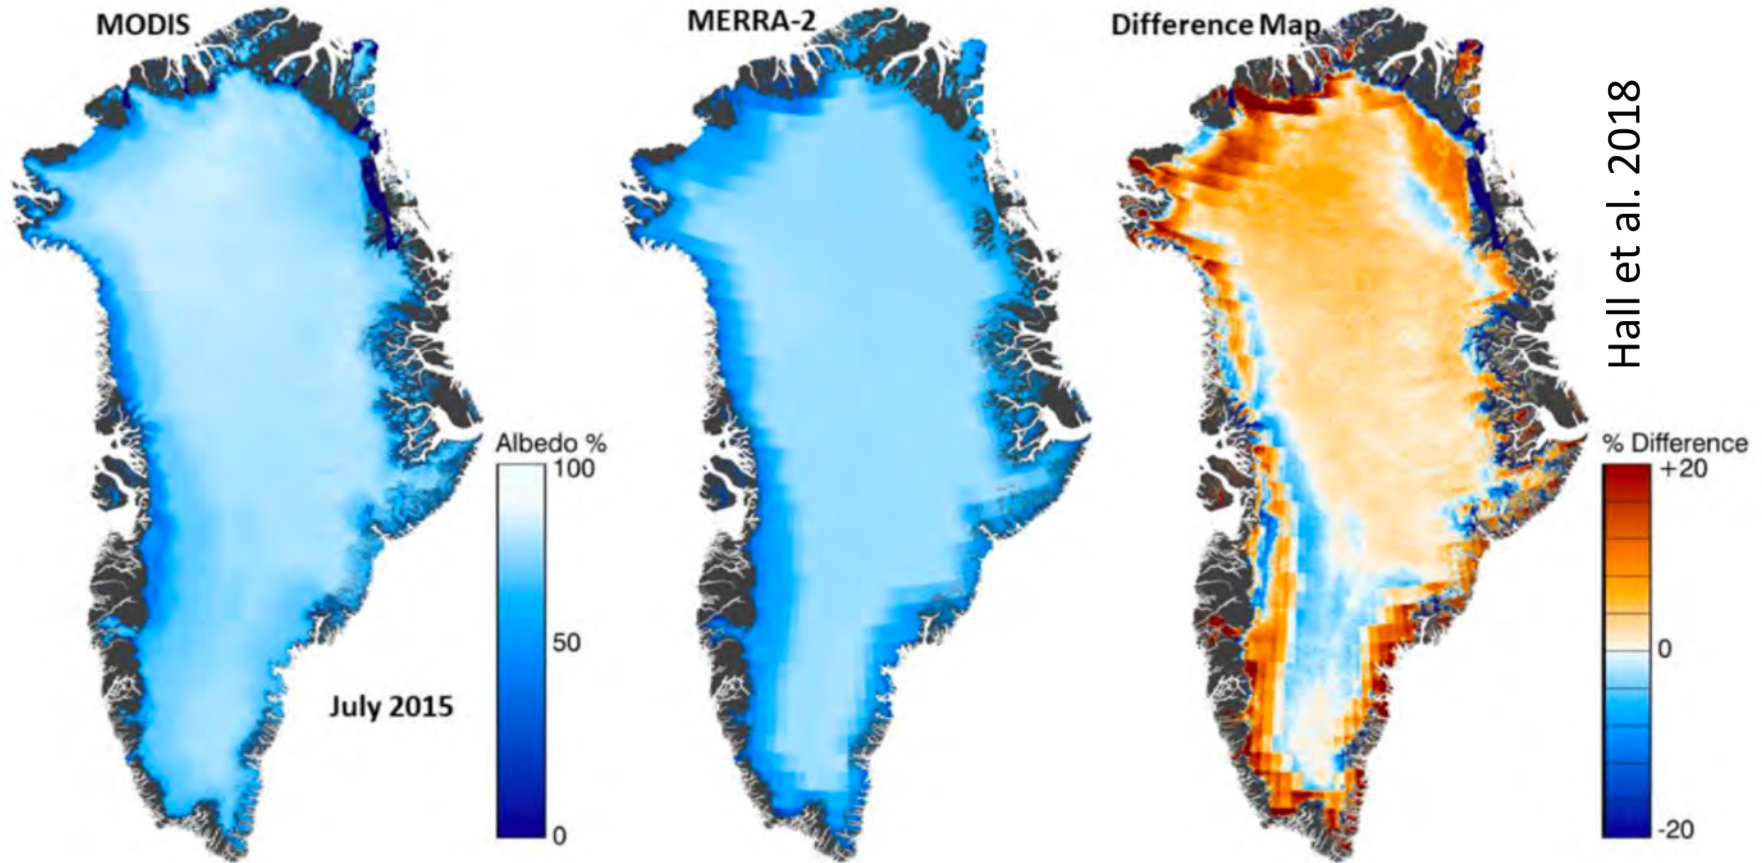 MODIS
MERRA-2
Difference Map
Hall et al. 2018
Albedo %
100
50
0
July 2015
% Difference
+20
0
-20